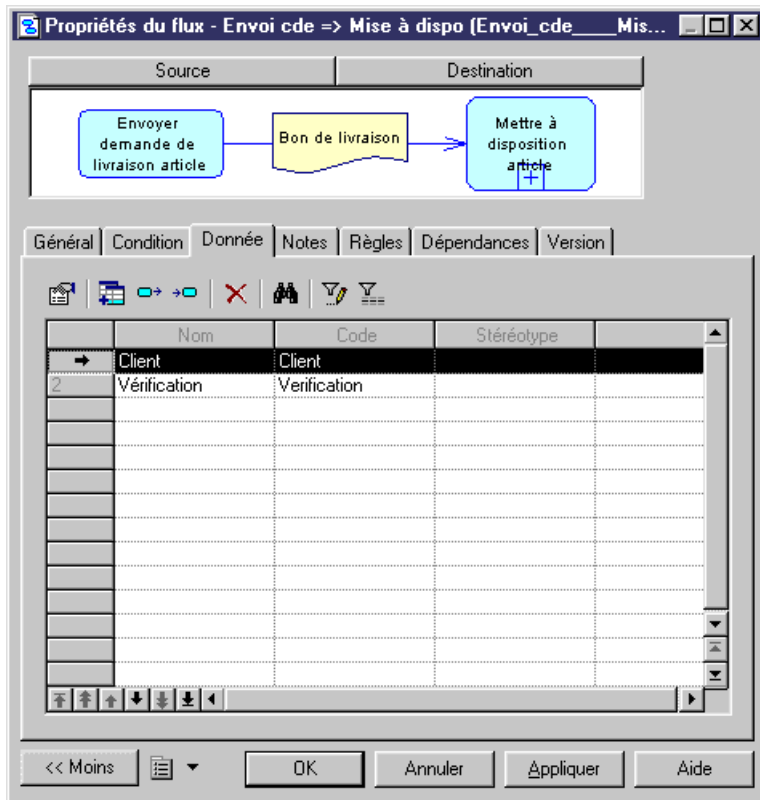 Propriétés du flux - Envoi cde => Mise à dispo (Envoi_cde____Mis...
Source Destination
Envoyer
demande de
livraison article
Bon de livraison
Mettre à
disposition
article
Général Condition Donnée Notes Règles Dépendances Version
Nom Code Stéréotype
Client Client
2 Vérification Verification
<< Moins OK Annuler Appliquer Aide